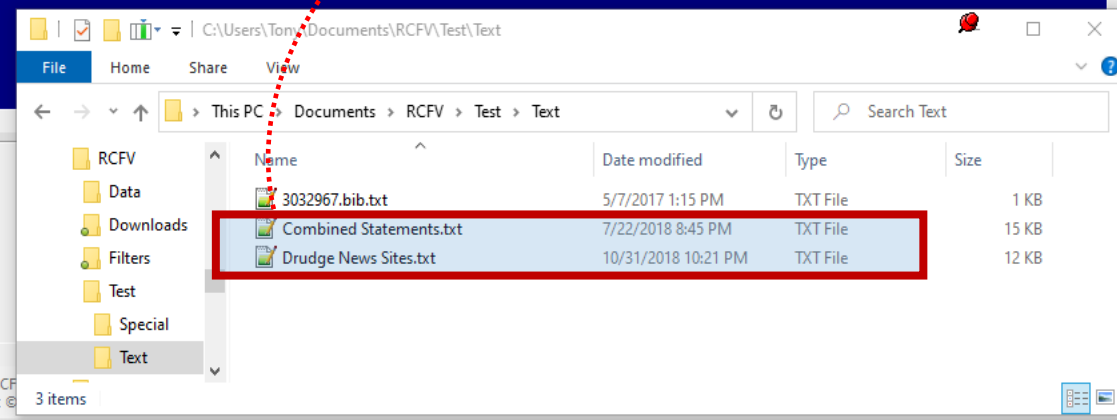 C:\Users\Tony\Documents\RCFV\Test\Text
File Home Share View
This PC > Documents > RCFV > Test > Text
Search Text
RCFV
Data
Downloads
Filters
Test
Special
Text
Name Date modified Type Size
3032967.bib.txt 5/7/2017 1:15 PM TXT File 1 KB
Combined Statements.txt 7/22/2018 8:45 PM TXT File 15 KB
Drudge News Sites.txt 10/31/2018 10:21 PM TXT File 12 KB
3 items
CF
©